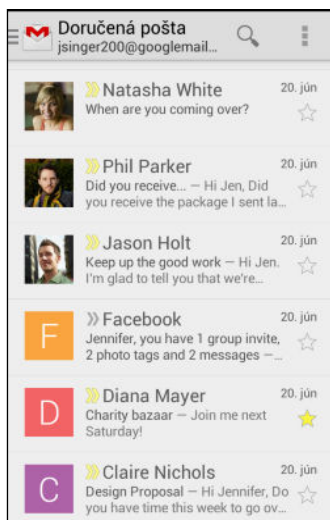 Doručená pošta
jsinger200@googlemail...
Natasha White
20. jún
When are you coming over?
Phil Parker
20. jún
Did you receive... — Hi Jen, Did
you receive the package I sent la...
Jason Holt
20. jún
Keep up the good work — Hi Jen.
I'm glad to tell you that we're...
F
Facebook
20. jún
Jennifer, you have 1 group invite,
2 photo tags and 2 messages —...
D
Diana Mayer
20. jún
Charity bazaar — Join me next
Saturday!
C
Claire Nichols
20. jún
Design Proposal — Hi Jennifer, Do
you have time this week to go ov...